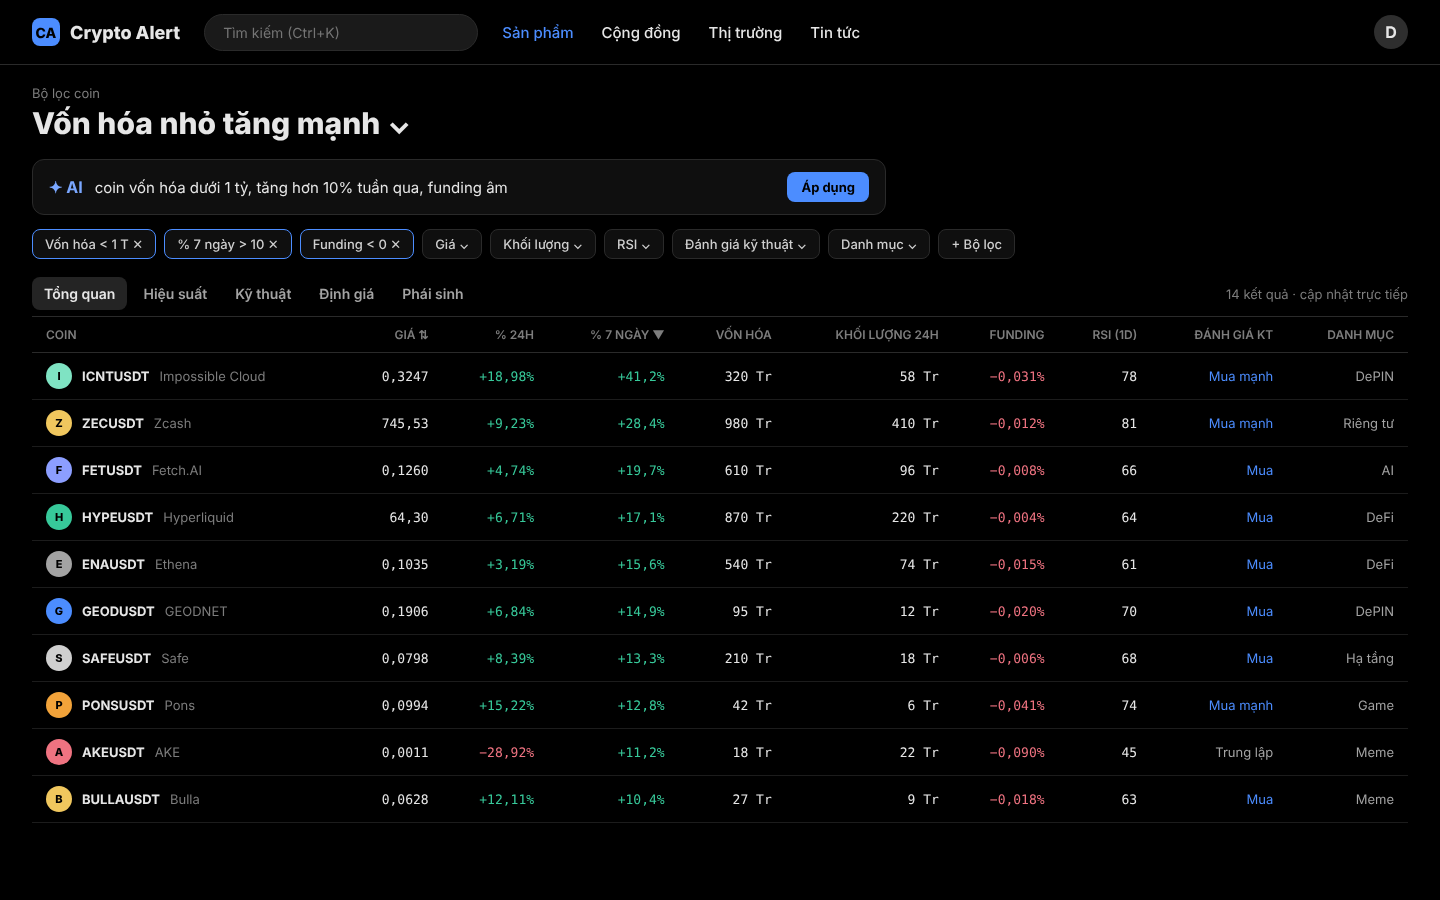 CA Crypto Alert Tìm kiếm (Ctrl+K) Sản phẩm Cộng đồng Thị trường Tin tức D
Bộ lọc coin
Vốn hóa nhỏ tăng mạnh
✦ AI coin vốn hóa dưới 1 tỷ, tăng hơn 10% tuần qua, funding âm Áp dụng
Vốn hóa < 1 T ✕ % 7 ngày > 10 ✕ Funding < 0 ✕ Giá Khối lượng RSI Đánh giá kỹ thuật Danh mục + Bộ lọc
Tổng quan Hiệu suất Kỹ thuật Định giá Phái sinh 14 kết quả · cập nhật trực tiếp
COIN GIÁ ⇅ % 24H % 7 NGÀY ▼ VỐN HÓA KHỐI LƯỢNG 24H FUNDING RSI (1D) ĐÁNH GIÁ KT DANH MỤC
I ICNTUSDT Impossible Cloud 0,3247 +18,98% +41,2% 320 Tr 58 Tr −0,031% 78 Mua mạnh DePIN
Z ZECUSDT Zcash 745,53 +9,23% +28,4% 980 Tr 410 Tr −0,012% 81 Mua mạnh Riêng tư
F FETUSDT Fetch.AI 0,1260 +4,74% +19,7% 610 Tr 96 Tr −0,008% 66 Mua AI
H HYPEUSDT Hyperliquid 64,30 +6,71% +17,1% 870 Tr 220 Tr −0,004% 64 Mua DeFi
E ENAUSDT Ethena 0,1035 +3,19% +15,6% 540 Tr 74 Tr −0,015% 61 Mua DeFi
G GEODUSDT GEODNET 0,1906 +6,84% +14,9% 95 Tr 12 Tr −0,020% 70 Mua DePIN
S SAFEUSDT Safe 0,0798 +8,39% +13,3% 210 Tr 18 Tr −0,006% 68 Mua Hạ tầng
P PONSUSDT Pons 0,0994 +15,22% +12,8% 42 Tr 6 Tr −0,041% 74 Mua mạnh Game
A AKEUSDT AKE 0,0011 −28,92% +11,2% 18 Tr 22 Tr −0,090% 45 Trung lập Meme
B BULLAUSDT Bulla 0,0628 +12,11% +10,4% 27 Tr 9 Tr −0,018% 63 Mua Meme